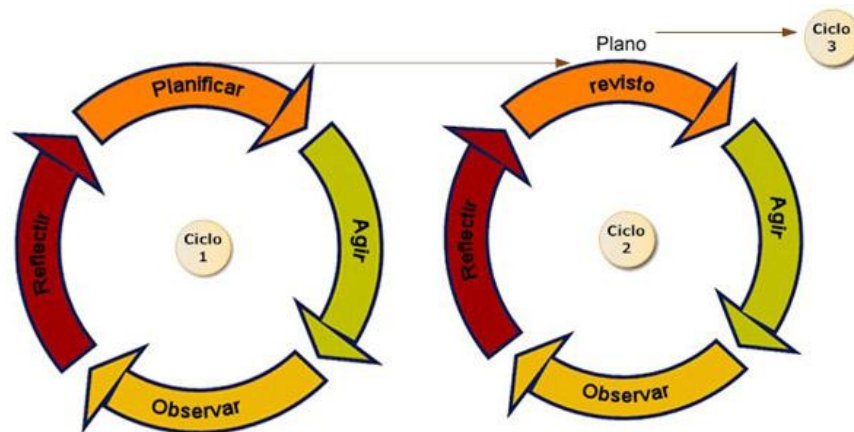 Planificar
Agir
Observar
Reflectir
Ciclo
1
Plano
revisto
Agir
Observar
Reflectir
Ciclo
2
Ciclo
3